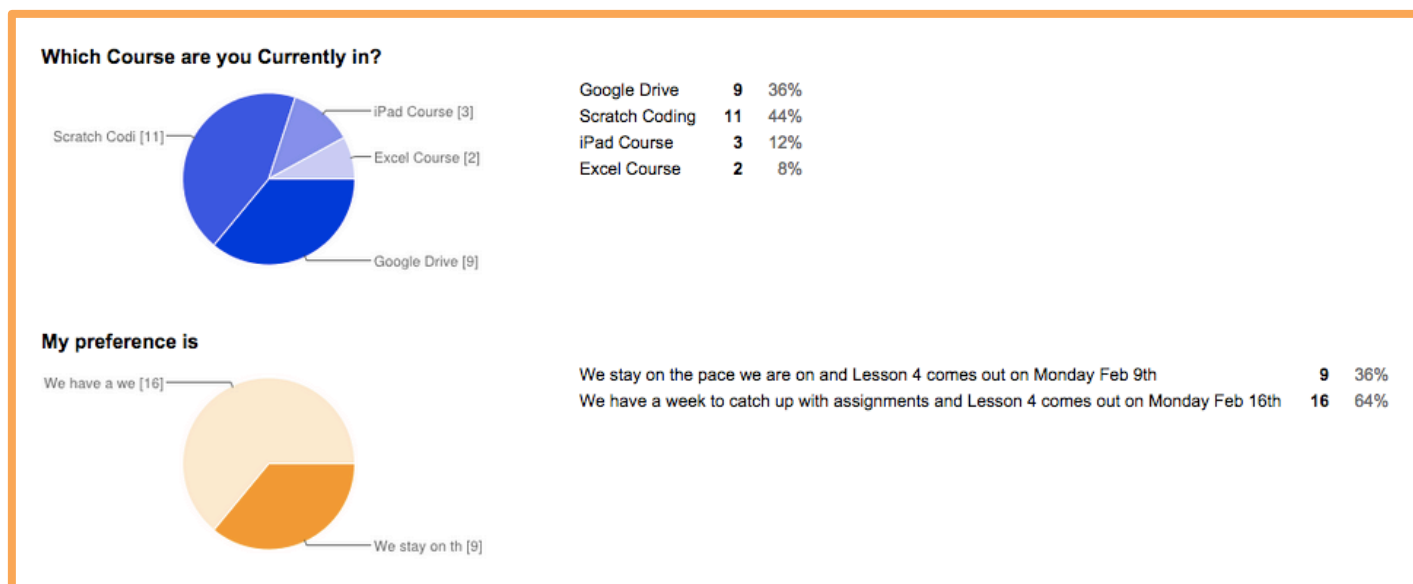 Which Course are you Currently in?
iPad Course [3]
Scratch Codi [11]
Excel Course [2]
Google Drive [9]
Google Drive 9 36%
Scratch Coding 11 44%
iPad Course 3 12%
Excel Course 2 8%
My preference is
We have a we [16]
We stay on th [9]
We stay on the pace we are on and Lesson 4 comes out on Monday Feb 9th 9 36%
We have a week to catch up with assignments and Lesson 4 comes out on Monday Feb 16th 16 64%